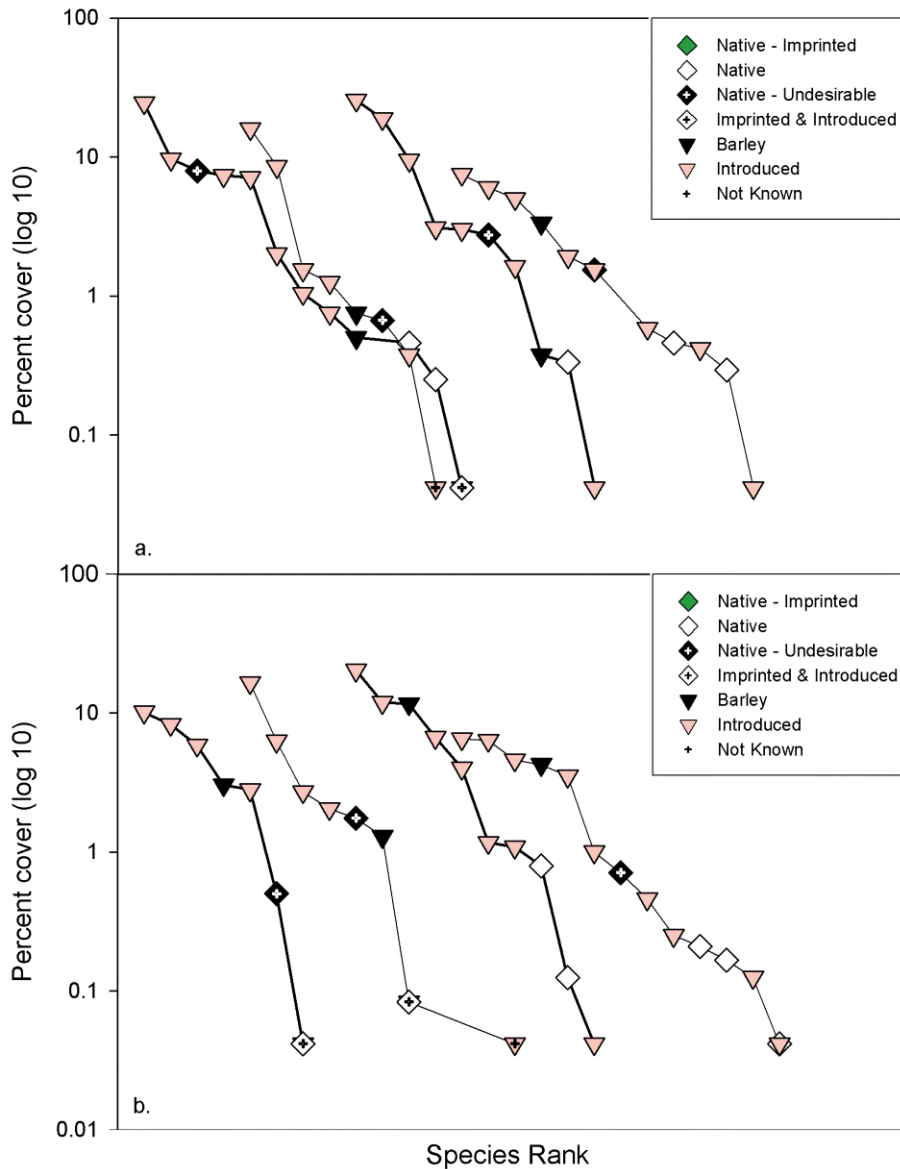 100
10
1
0.1
Percent cover (log 10)
Native - Imprinted
Native
Native - Undesirable
Imprinted & Introduced
Barley
Introduced
Not Known
a.
100
10
1
0.1
0.01
Percent cover (log 10)
Native - Imprinted
Native
Native - Undesirable
Imprinted & Introduced
Barley
Introduced
Not Known
b.
Species Rank